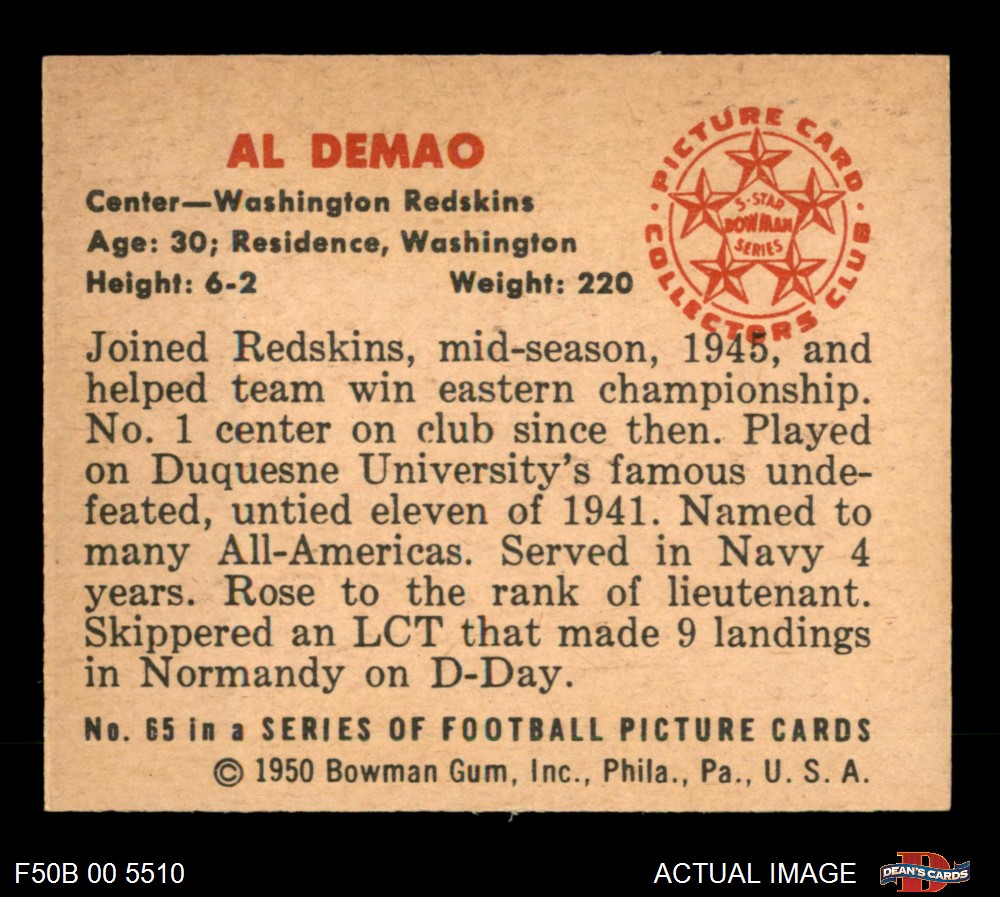 AL DEMAO
Center—Washington Redskins
Age: 30; Residence, Washington
Height: 6-2 Weight: 220
PICTURE CARD
COLLECTORS CLUB
5-STAR
BOWMAN
SERIES
Joined Redskins, mid-season, 1945, and
helped team win eastern championship.
No. 1 center on club since then. Played
on Duquesne University's famous unde-
feated, untied eleven of 1941. Named to
many All-Americas. Served in Navy 4
years. Rose to the rank of lieutenant.
Skippered an LCT that made 9 landings
in Normandy on D-Day.
No. 65 in a SERIES OF FOOTBALL PICTURE CARDS
© 1950 Bowman Gum, Inc., Phila., Pa., U. S. A.
F50B 00 5510
ACTUAL IMAGE
D
DEAN'S CARDS